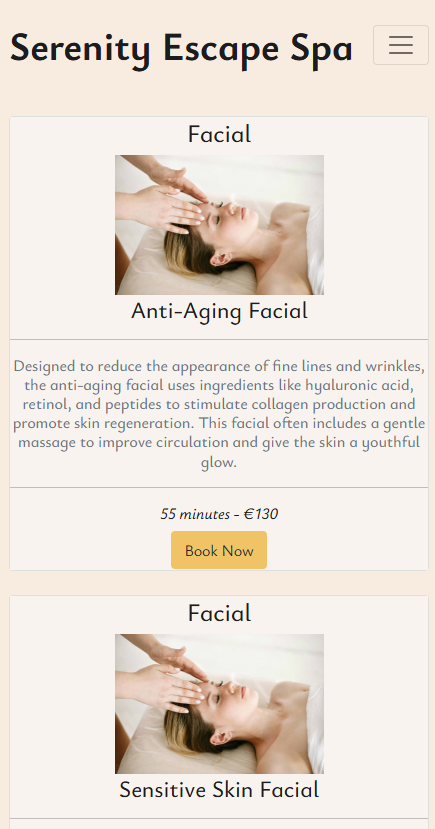 Serenity Escape Spa
Facial
Anti-Aging Facial
Designed to reduce the appearance of fine lines and wrinkles,
the anti-aging facial uses ingredients like hyaluronic acid,
retinol, and peptides to stimulate collagen production and
promote skin regeneration. This facial often includes a gentle
massage to improve circulation and give the skin a youthful
glow.
55 minutes - €130
Book Now
Facial
Sensitive Skin Facial